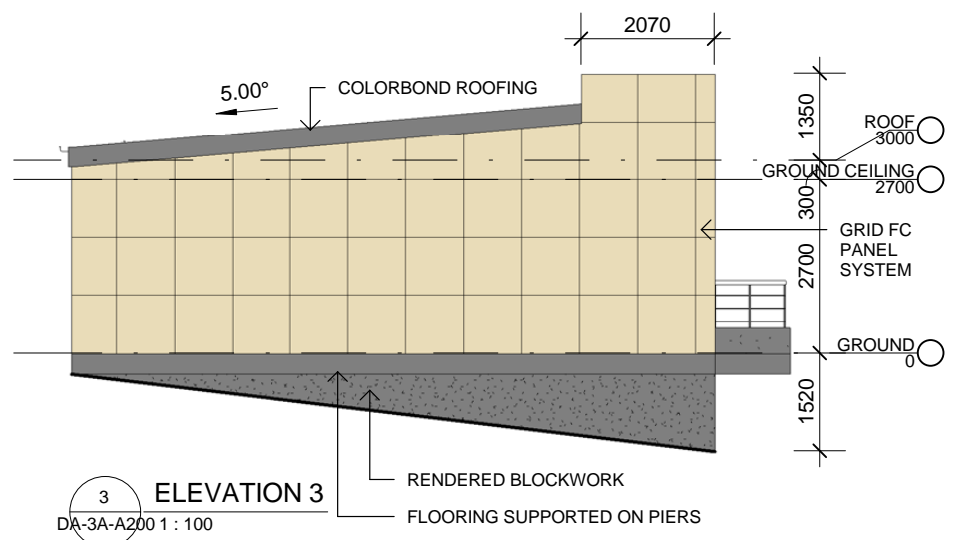 2070
COLORBOND ROOFING
5.00°
1350
ROOF
3000
GROUND CEILING
2700
300
GRID FC
PANEL
SYSTEM
2700
GROUND
0
1520
RENDERED BLOCKWORK
FLOORING SUPPORTED ON PIERS
3
ELEVATION 3
DA-3A-A200 1 : 100